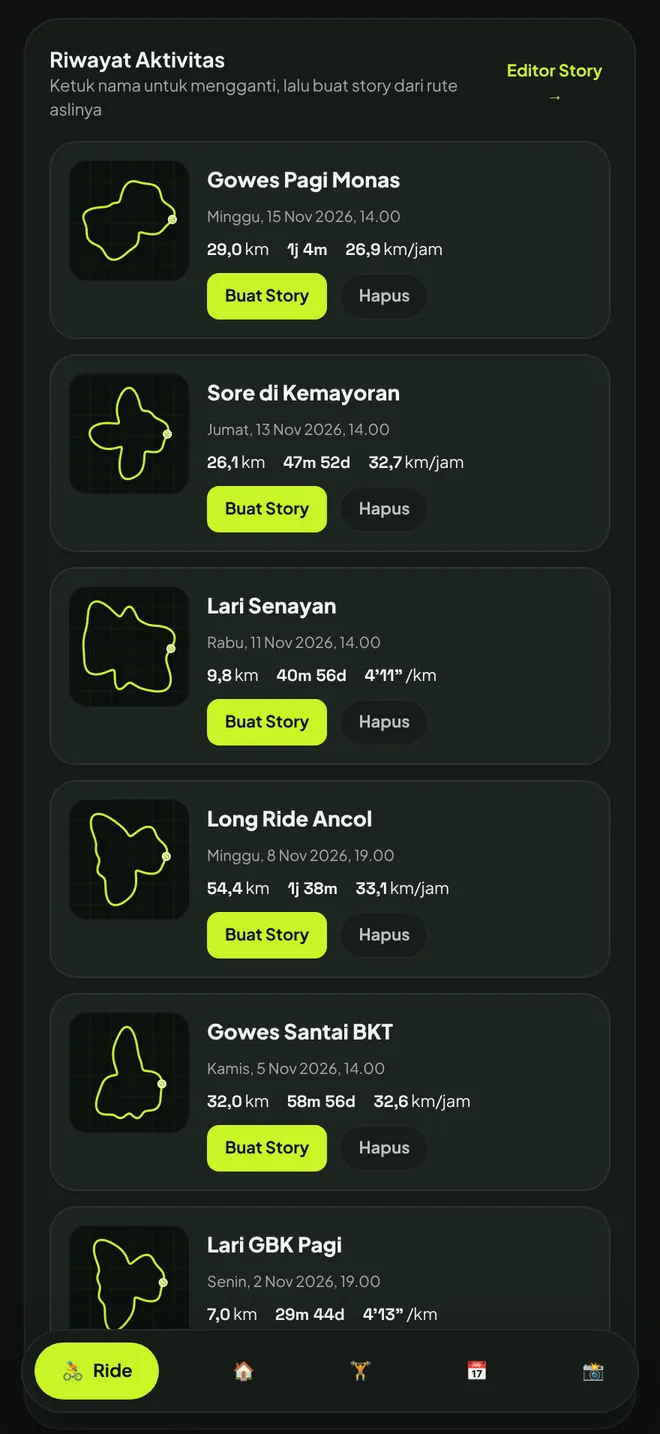 Riwayat Aktivitas
Ketuk nama untuk mengganti, lalu buat story dari rute
aslinya
Editor Story
→
Gowes Pagi Monas
Minggu, 15 Nov 2026, 14.00
29,0 km 1j 4m 26,9 km/jam
Buat Story Hapus
Sore di Kemayoran
Jumat, 13 Nov 2026, 14.00
26,1 km 47m 52d 32,7 km/jam
Buat Story Hapus
Lari Senayan
Rabu, 11 Nov 2026, 14.00
9,8 km 40m 56d 4’11” /km
Buat Story Hapus
Long Ride Ancol
Minggu, 8 Nov 2026, 19.00
54,4 km 1j 38m 33,1 km/jam
Buat Story Hapus
Gowes Santai BKT
Kamis, 5 Nov 2026, 14.00
32,0 km 58m 56d 32,6 km/jam
Buat Story Hapus
Lari GBK Pagi
Senin, 2 Nov 2026, 19.00
7,0 km 29m 44d 4’13” /km
Ride